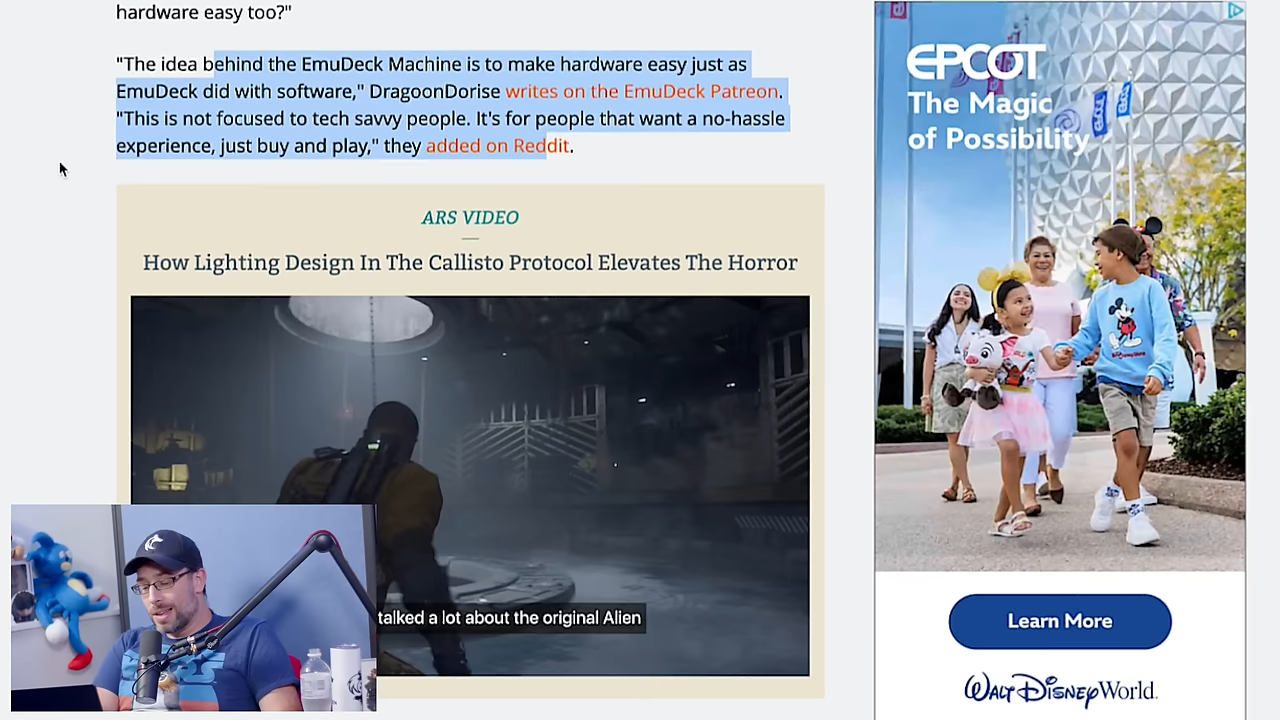 hardware easy too?"
"The idea behind the EmuDeck Machine is to make hardware easy just as
EmuDeck did with software," DragoonDorise writes on the EmuDeck Patreon.
"This is not focused to tech savvy people. It's for people that want a no-hassle
experience, just buy and play," they added on Reddit.
ARS VIDEO
How Lighting Design In The Callisto Protocol Elevates The Horror
talked a lot about the original Alien
EPCOT
The Magic
of Possibility
Learn More
Walt Disney World.